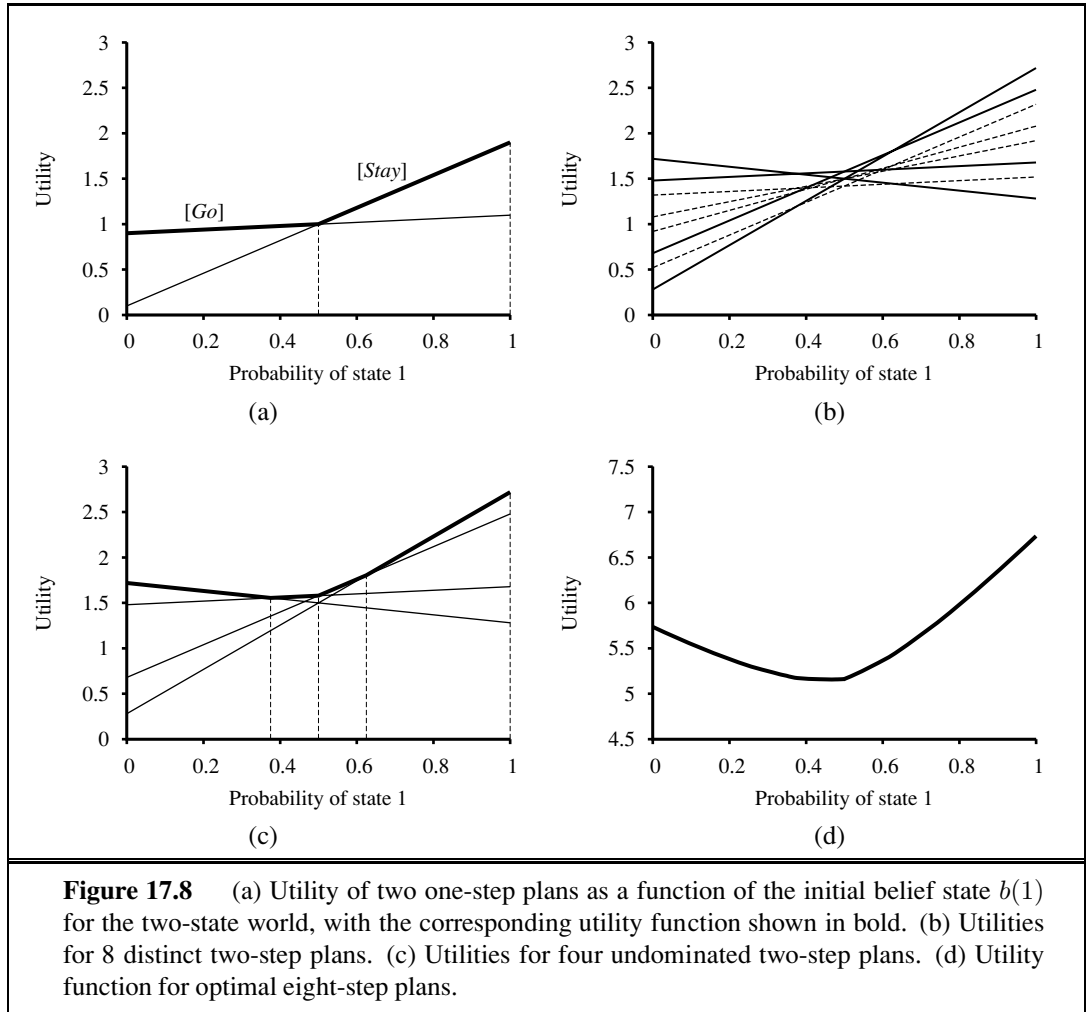 3
2.5
2
1.5
1
0.5
0
Utility
[Go]
[Stay]
0 0.2 0.4 0.6 0.8 1
Probability of state 1
(a)
3
2.5
2
1.5
1
0.5
0
Utility
0 0.2 0.4 0.6 0.8 1
Probability of state 1
(b)
3
2.5
2
1.5
1
0.5
0
Utility
0 0.2 0.4 0.6 0.8 1
Probability of state 1
(c)
7.5
7
6.5
6
5.5
5
4.5
Utility
0 0.2 0.4 0.6 0.8 1
Probability of state 1
(d)
Figure 17.8 (a) Utility of two one-step plans as a function of the initial belief state b(1)
for the two-state world, with the corresponding utility function shown in bold. (b) Utilities
for 8 distinct two-step plans. (c) Utilities for four undominated two-step plans. (d) Utility
function for optimal eight-step plans.